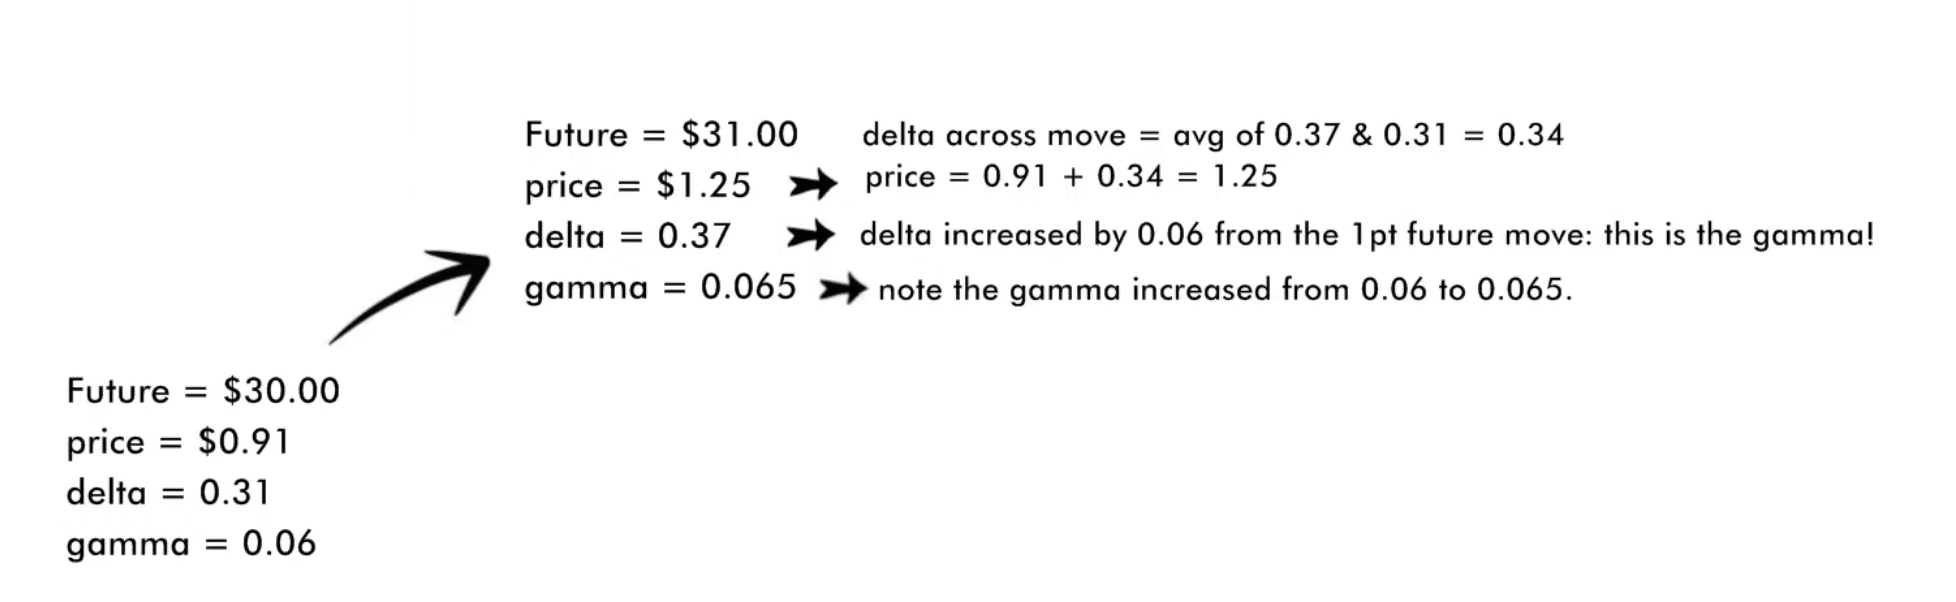 Future = $31.00
delta across move = avg of 0.37 & 0.31 = 0.34
price = $1.25
price = 0.91 + 0.34 = 1.25
delta = 0.37
delta increased by 0.06 from the 1pt future move: this is the gamma!
gamma = 0.065
note the gamma increased from 0.06 to 0.065.
Future = $30.00
price = $0.91
delta = 0.31
gamma = 0.06